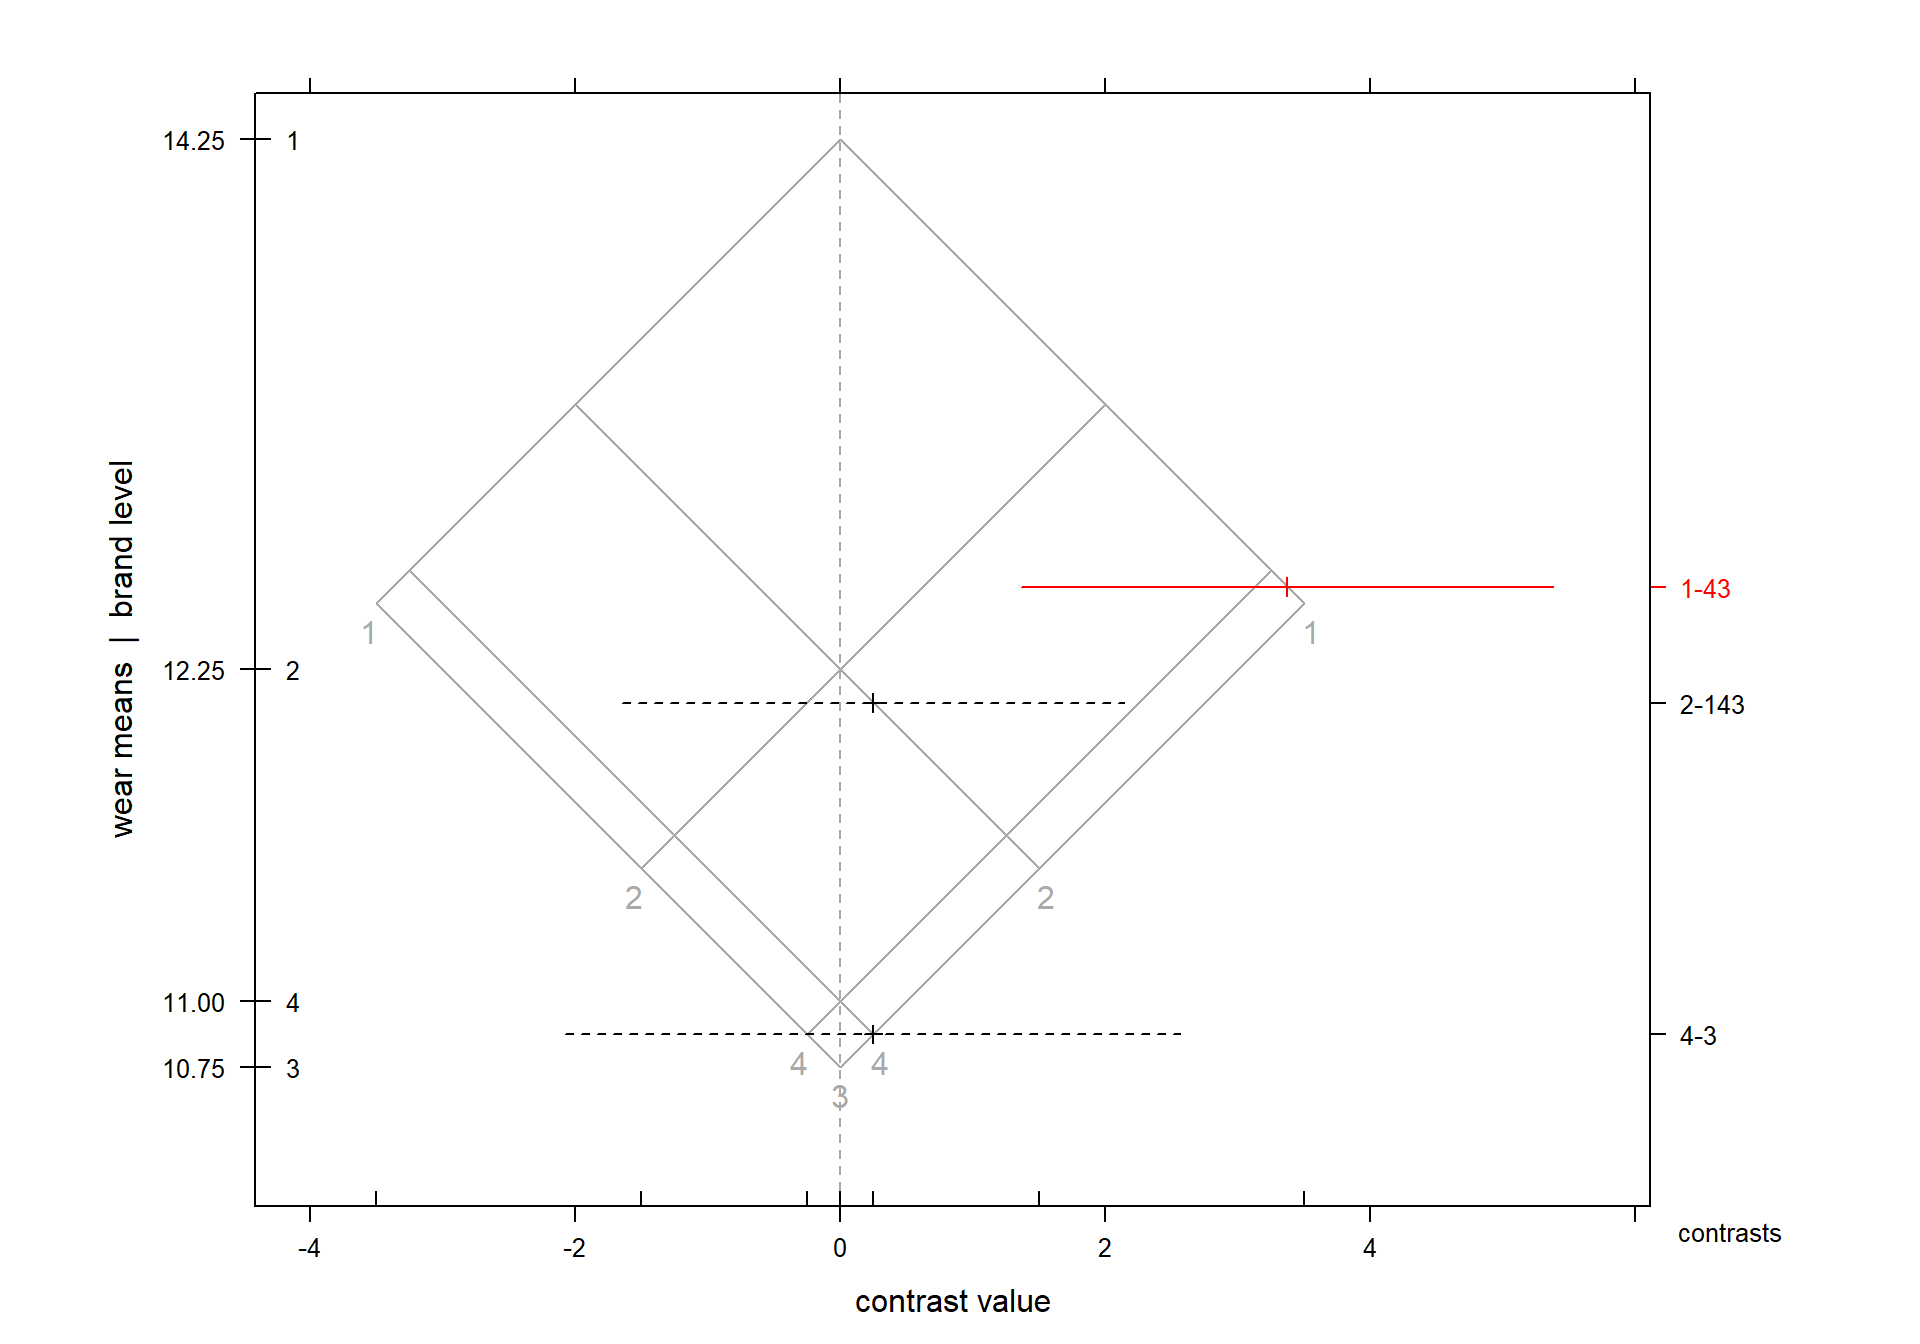 14.25 1
1-43
1 1
wear means | brand level
12.25 2
2-143
2 2
11.00 4
4-3
4 4
10.75 3
3
contrasts
-4 -2 0 2 4
contrast value